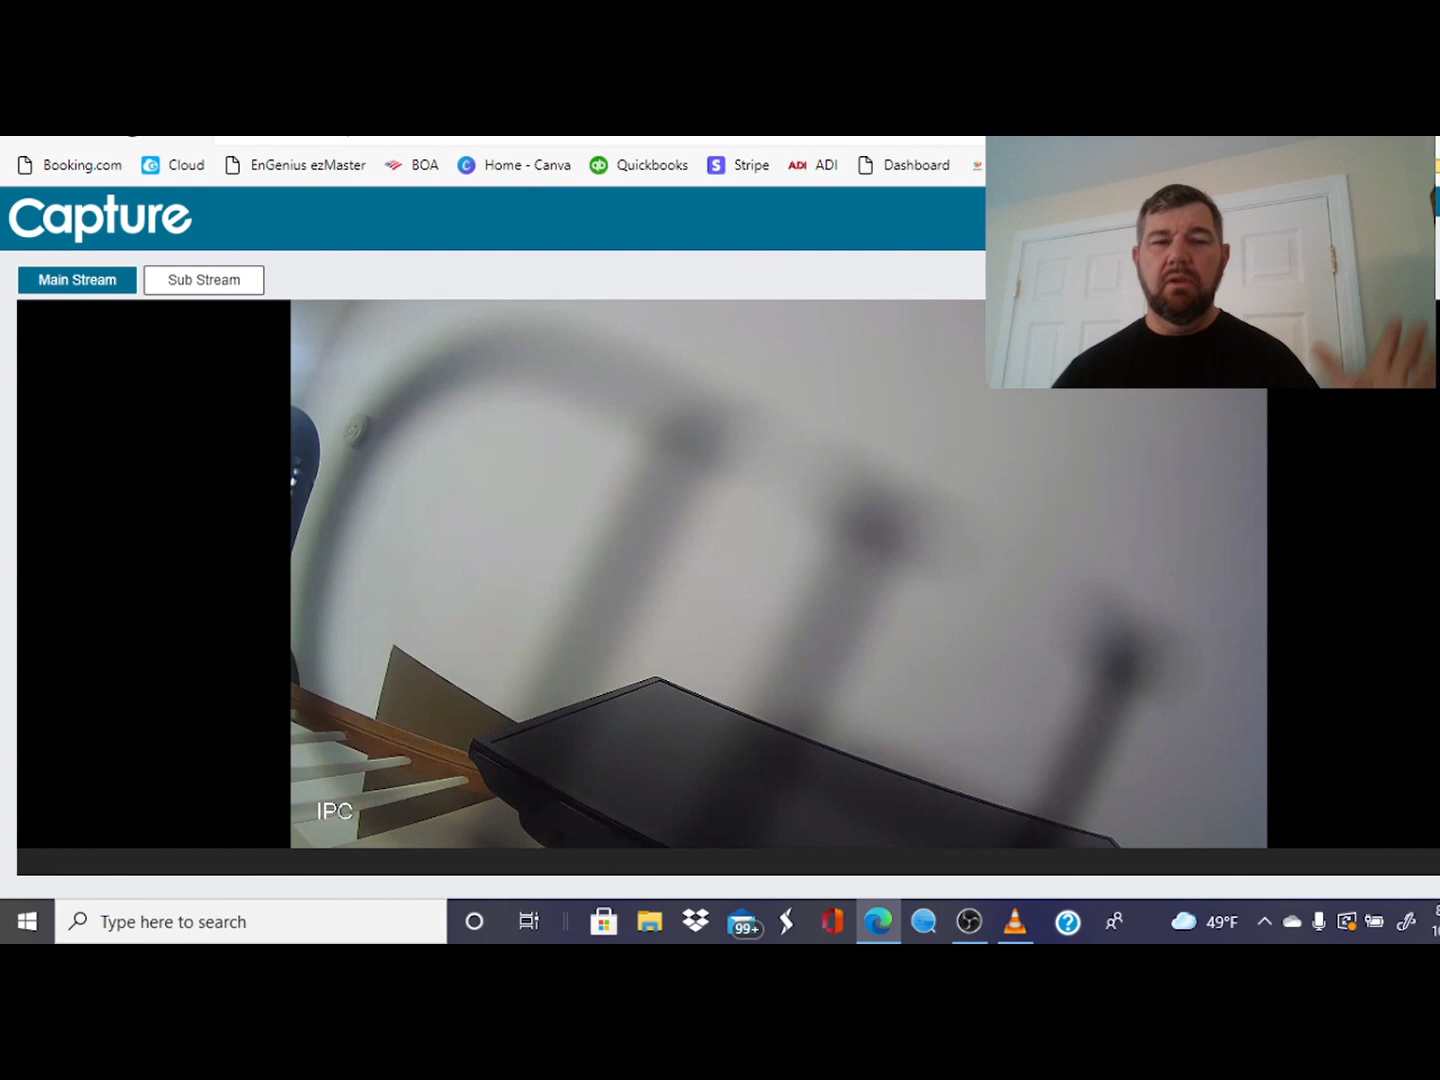 Booking.com Cloud EnGenius ezMaster BOA Home - Canva Quickbooks Stripe ADI ADI Dashboard
Capture
Main Stream Sub Stream
IPC
Type here to search 99+ 49°F